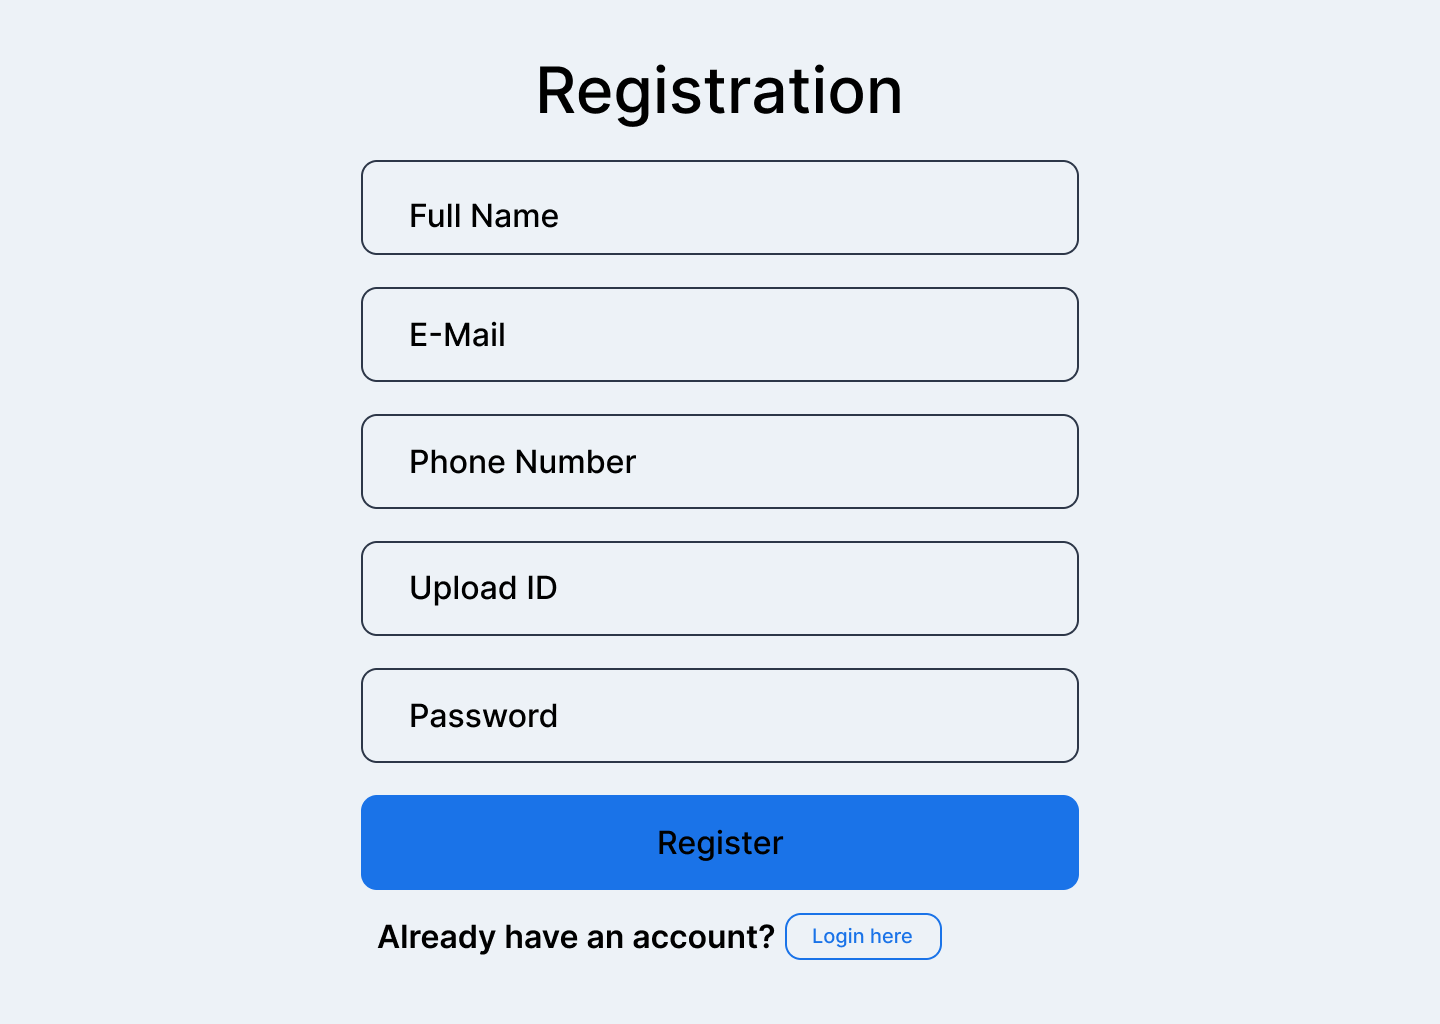 Registration
Full Name
E-Mail
Phone Number
Upload ID
Password
Register
Already have an account? Login here